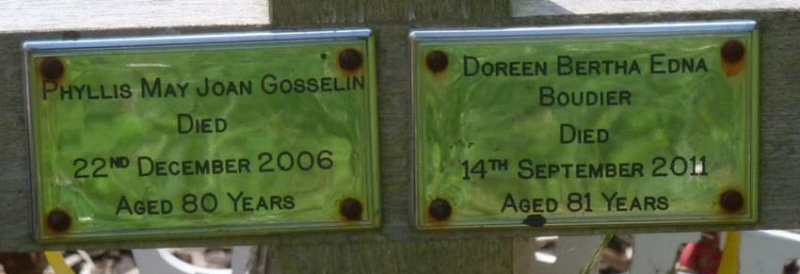 Phyllis May Joan Gosselin
Died
22ND December 2006
Aged 80 Years
Doreen Bertha Edna
Boudier
Died
14TH September 2011
Aged 81 Years